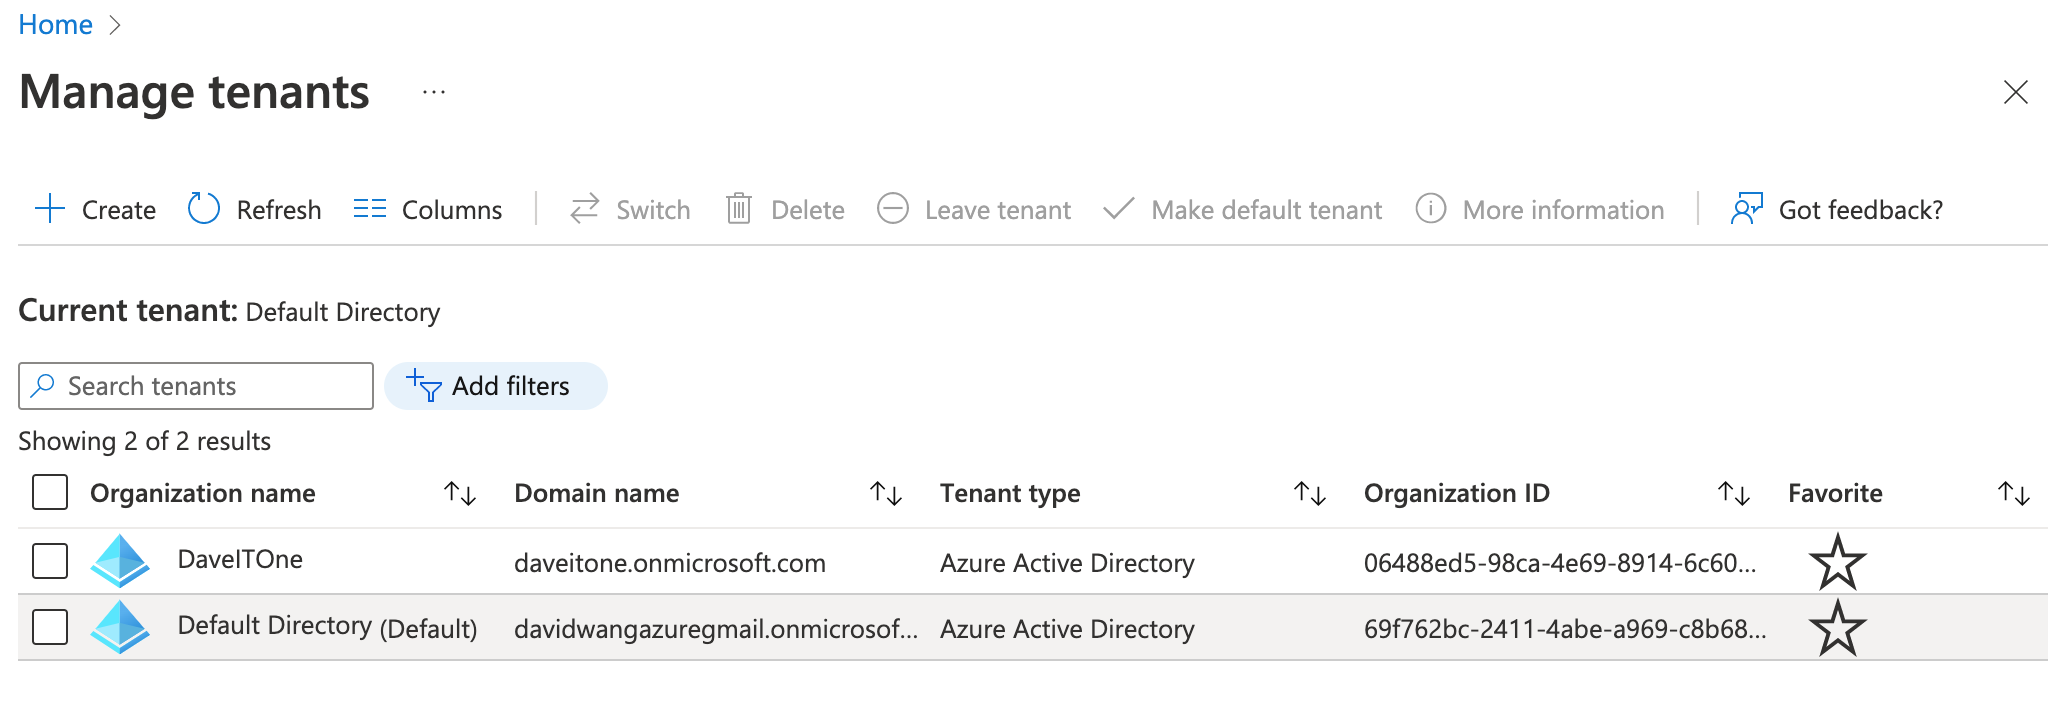 Home
Manage tenants ...
Create Refresh Columns Switch Delete Leave tenant Make default tenant More information Got feedback?
Current tenant: Default Directory
Search tenants Add filters
Showing 2 of 2 results
Organization name Domain name Tenant type Organization ID Favorite
DaveITOne daveitone.onmicrosoft.com Azure Active Directory 06488ed5-98ca-4e69-8914-6c60...
Default Directory (Default) davidwangazuregmail.onmicrosof... Azure Active Directory 69f762bc-2411-4abe-a969-c8b68...